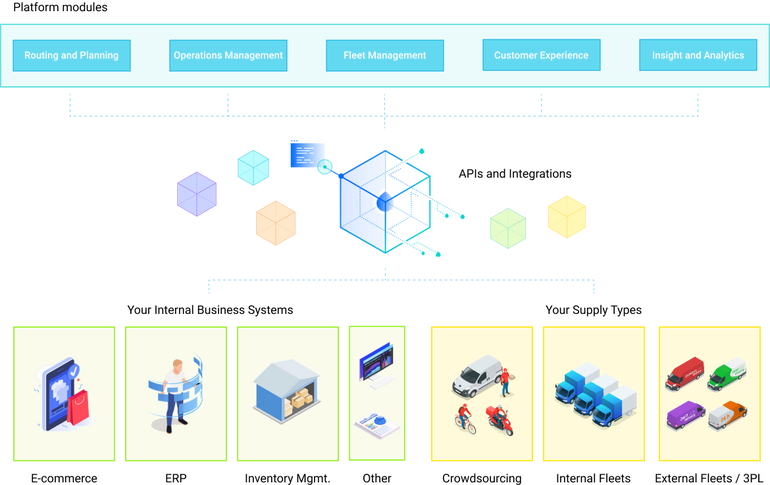 Platform modules
Routing and Planning
Operations Management
Fleet Management
Customer Experience
Insight and Analytics
APIs and Integrations
Your Internal Business Systems
Your Supply Types
E-commerce
ERP
Inventory Mgmt.
Other
Crowdsourcing
Internal Fleets
External Fleets / 3PL